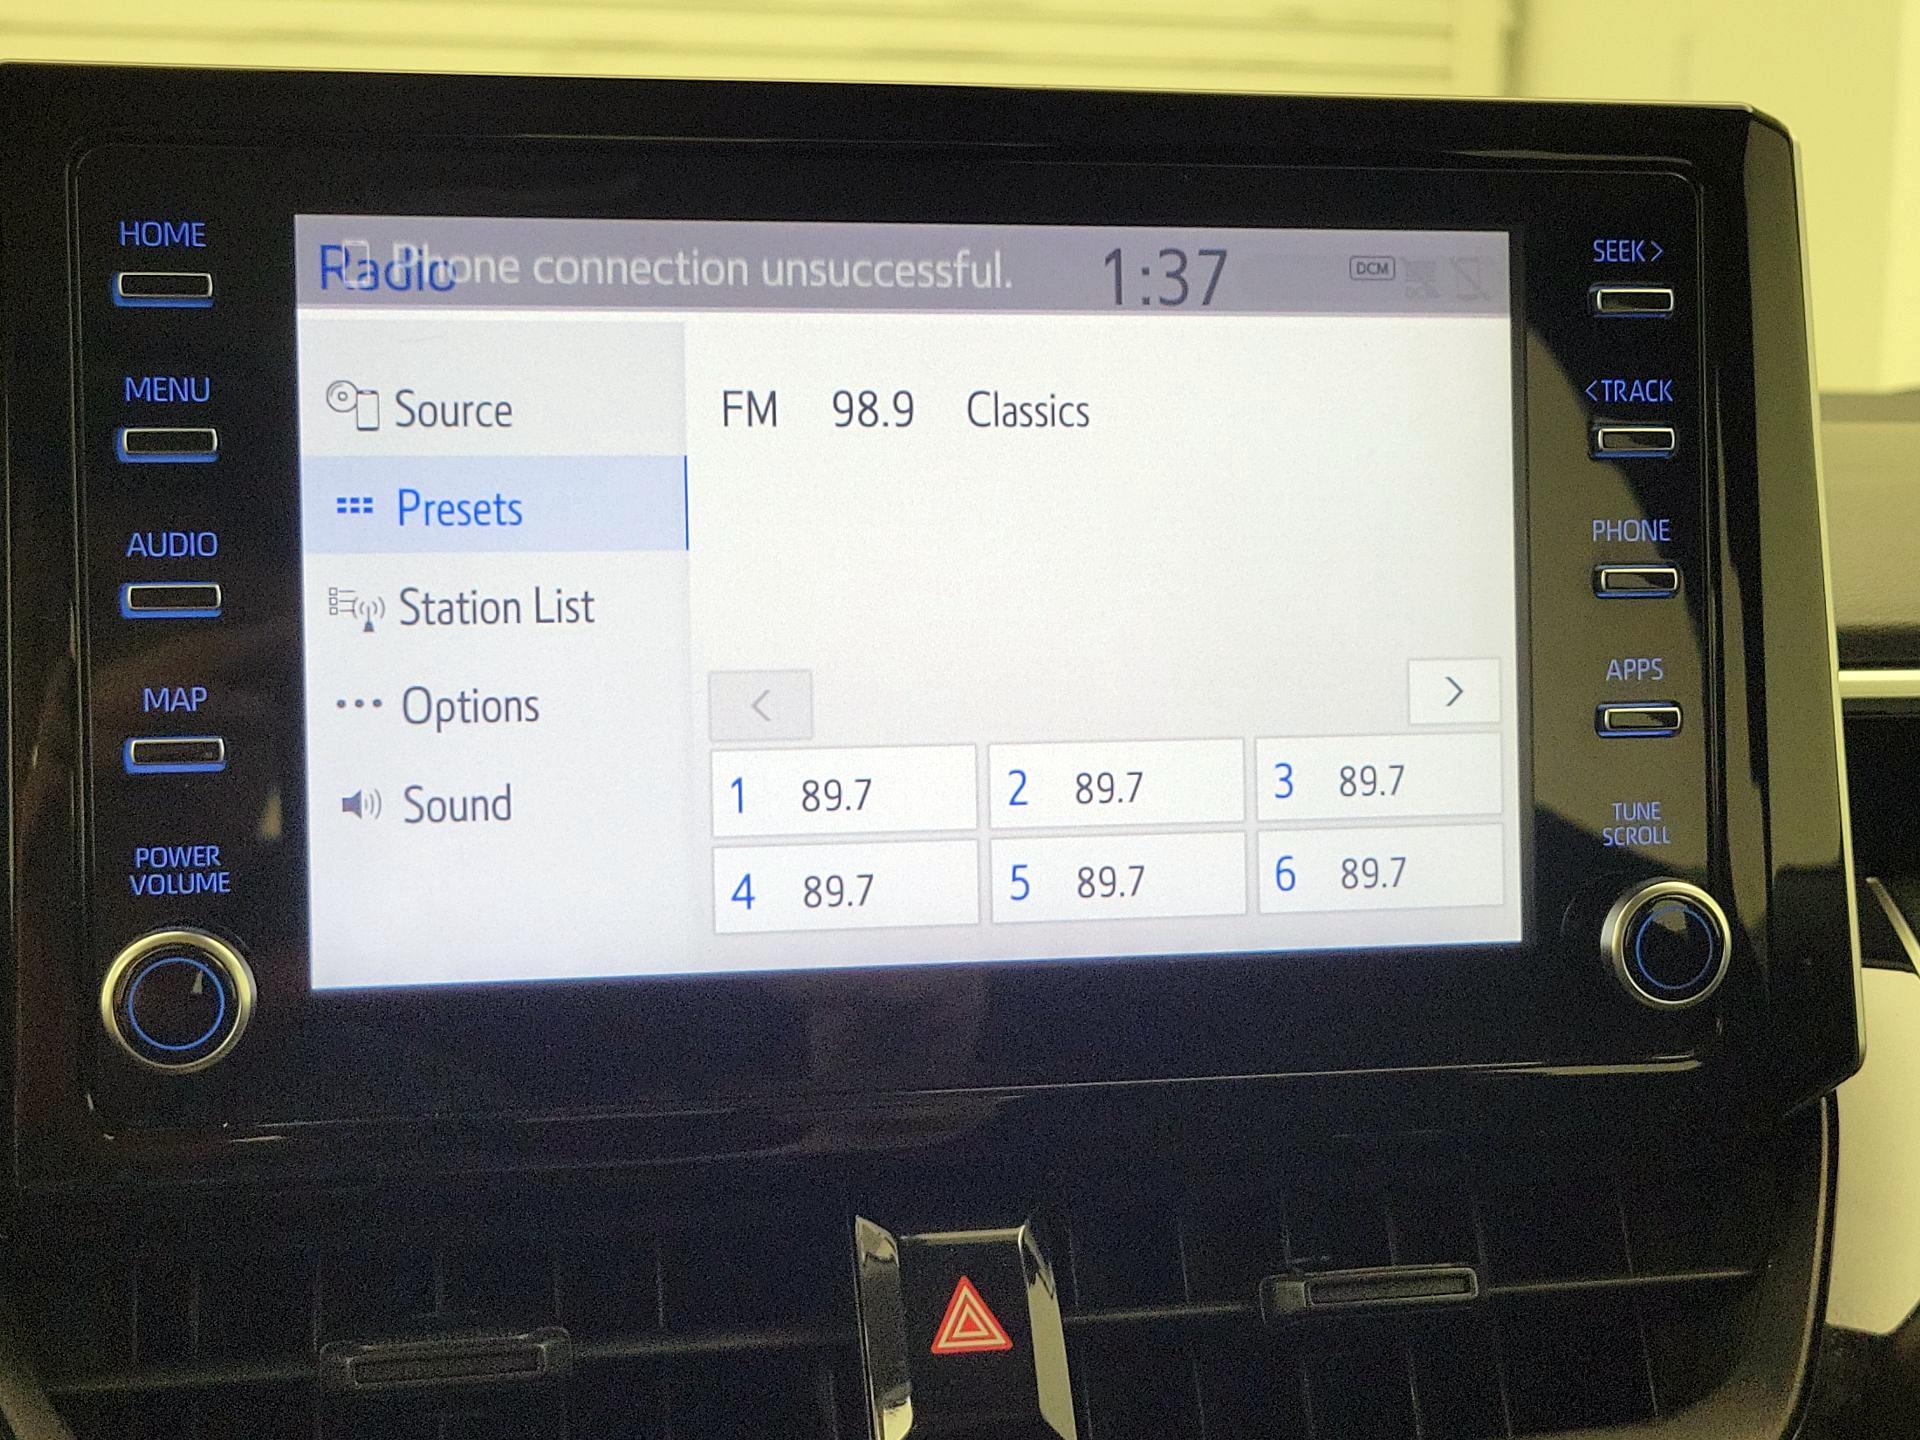 HOME
MENU
AUDIO
MAP
POWER
VOLUME
Radio
Phone connection unsuccessful.
1:37
DCM
Source
Presets
Station List
Options
Sound
FM 98.9 Classics
<
>
1 89.7
2 89.7
3 89.7
4 89.7
5 89.7
6 89.7
SEEK>
<TRACK
PHONE
APPS
TUNE
SCROLL